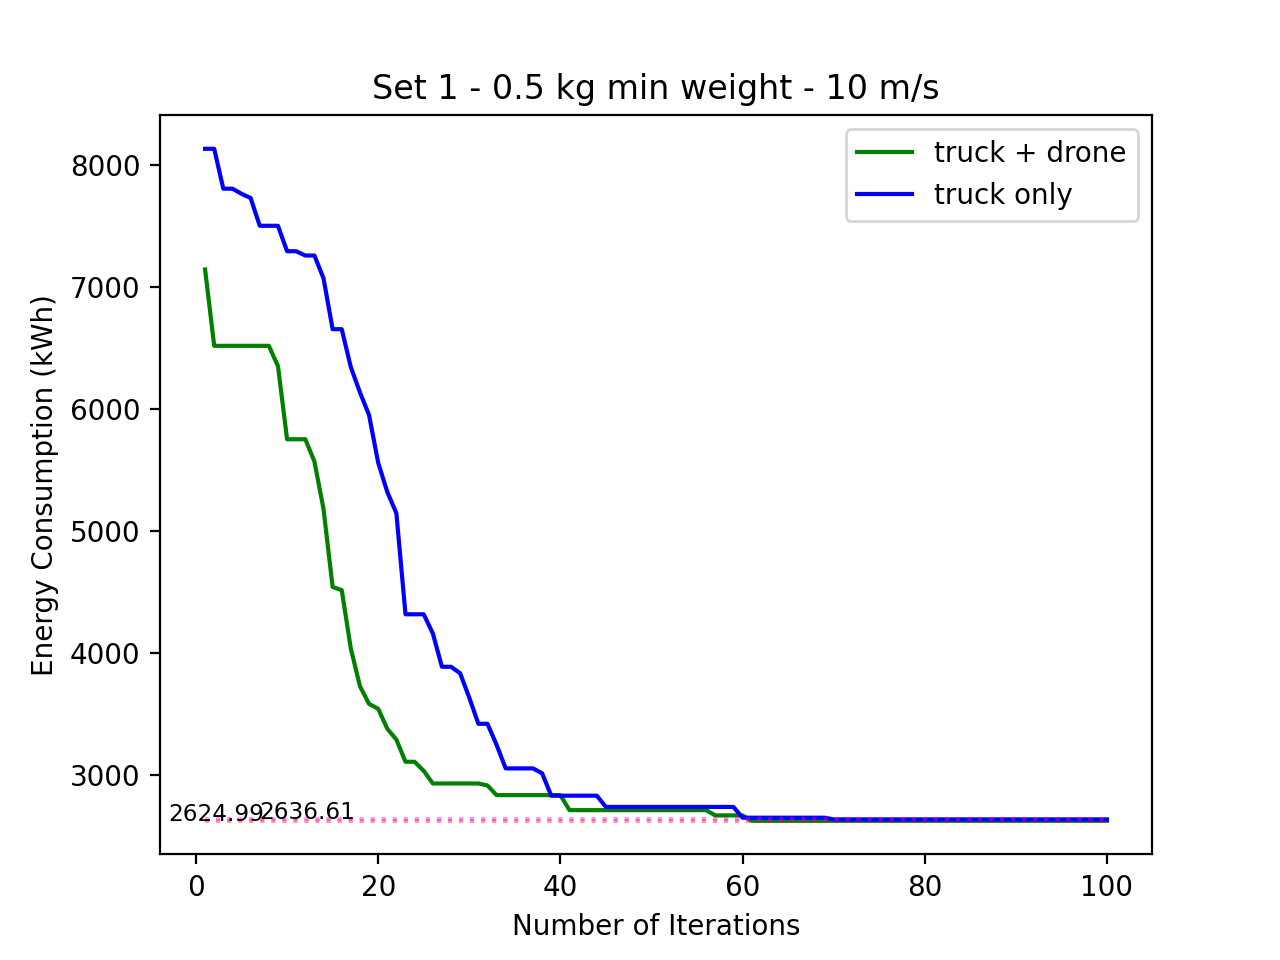 Set 1 - 0.5 kg min weight - 10 m/s
truck + drone
truck only
8000
7000
6000
5000
4000
3000
Energy Consumption (kWh)
2624.99
2636.61
0
20
40
60
80
100
Number of Iterations